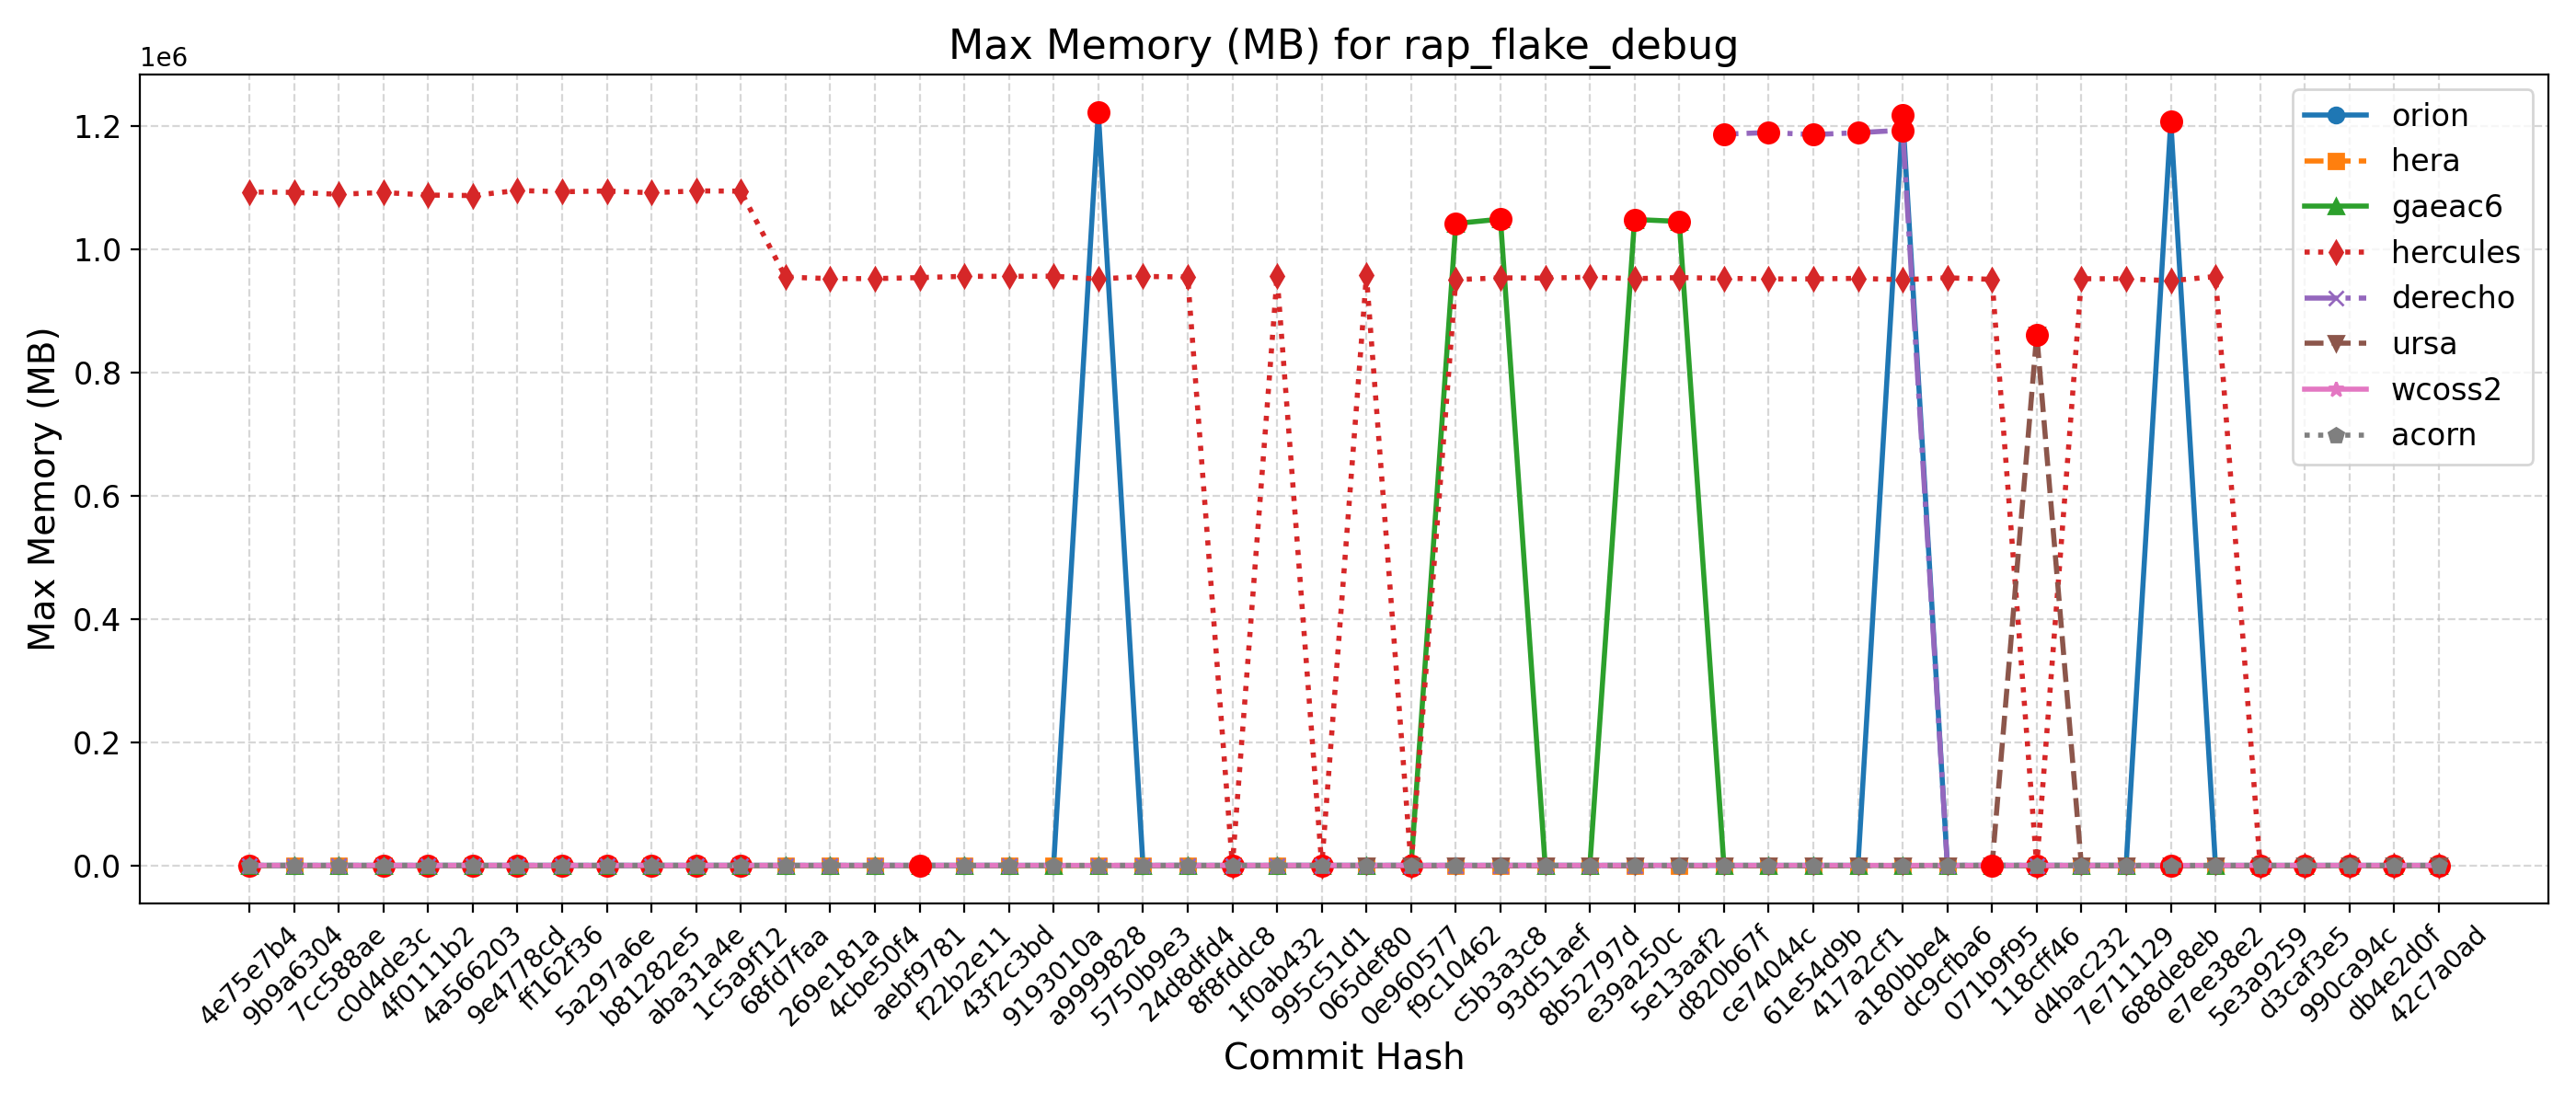 Max Memory (MB) for rap_flake_debug
1e6
1.2
1.0
0.8
0.6
0.4
0.2
0.0
Max Memory (MB)
orion
hera
gaeac6
hercules
derecho
ursa
wcoss2
acorn
4e75e7b4
9b9a6304
7cc588ae
c0d4de3c
4f0111b2
4a566203
9e4778cd
ff162f36
5a297a6e
b81282e5
aba31a4e
1c5a9f12
68fd7faa
269e181a
4cbe50f4
aebf9781
f22b2e11
43f2c3bd
9193010a
a9999828
5750b9e3
24d8dfd4
8f8fddc8
1f0ab432
995c51d1
065def80
0e960577
f9c10462
c5b3a3c8
93d51aef
8b52797d
e39a250c
5e13aaf2
d820b67f
ce74044c
61e54d9b
417a2cf1
a180bbe4
dc9cfba6
071b9f95
118cff46
d4bac232
7e711129
688de8eb
e7ee38e2
5e3a9259
d3caf3e5
990ca94c
db4e2d0f
42c7a0ad
Commit Hash